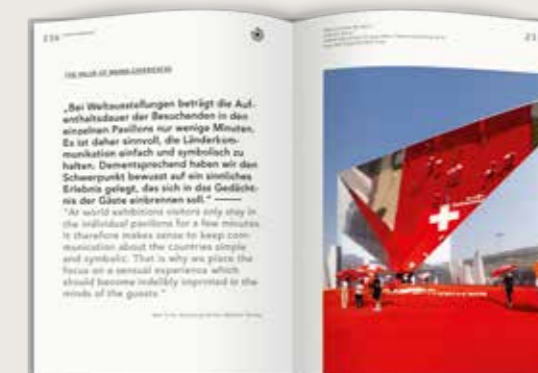 236
THE VALUE OF BRAND EXPERIENCES
„Bei Weltausstellungen beträgt die Auf-
enthaltsdauer der Besuchenden in den
einzelnen Pavillons nur wenige Minuten.
Es ist daher sinnvoll, die Länderkom-
munikation einfach und symbolisch zu
halten. Dementsprechend haben wir den
Schwerpunkt bewusst auf ein sinnliches
Erlebnis gelegt, das sich in das Gedächt-
nis der Gäste einbrennen soll.“
"At world exhibitions visitors only stay in
the individual pavilions for a few minutes.
It therefore makes sense to keep com-
munication about the countries simple
and symbolic. That is why we place the
focus on a sensual experience which
should become indelibly imprinted in the
minds of the guests."